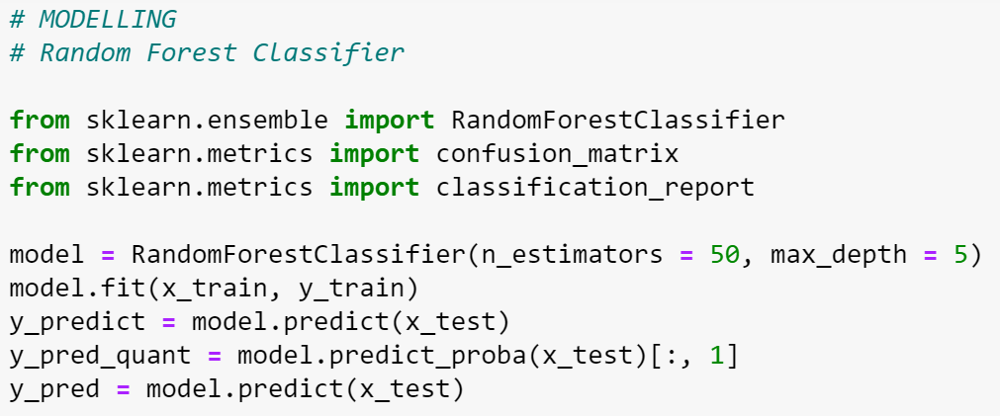 # MODELLING
# Random Forest Classifier
from sklearn.ensemble import RandomForestClassifier
from sklearn.metrics import confusion_matrix
from sklearn.metrics import classification_report
model = RandomForestClassifier(n_estimators = 50, max_depth = 5)
model.fit(x_train, y_train)
y_predict = model.predict(x_test)
y_pred_quant = model.predict_proba(x_test)[:, 1]
y_pred = model.predict(x_test)